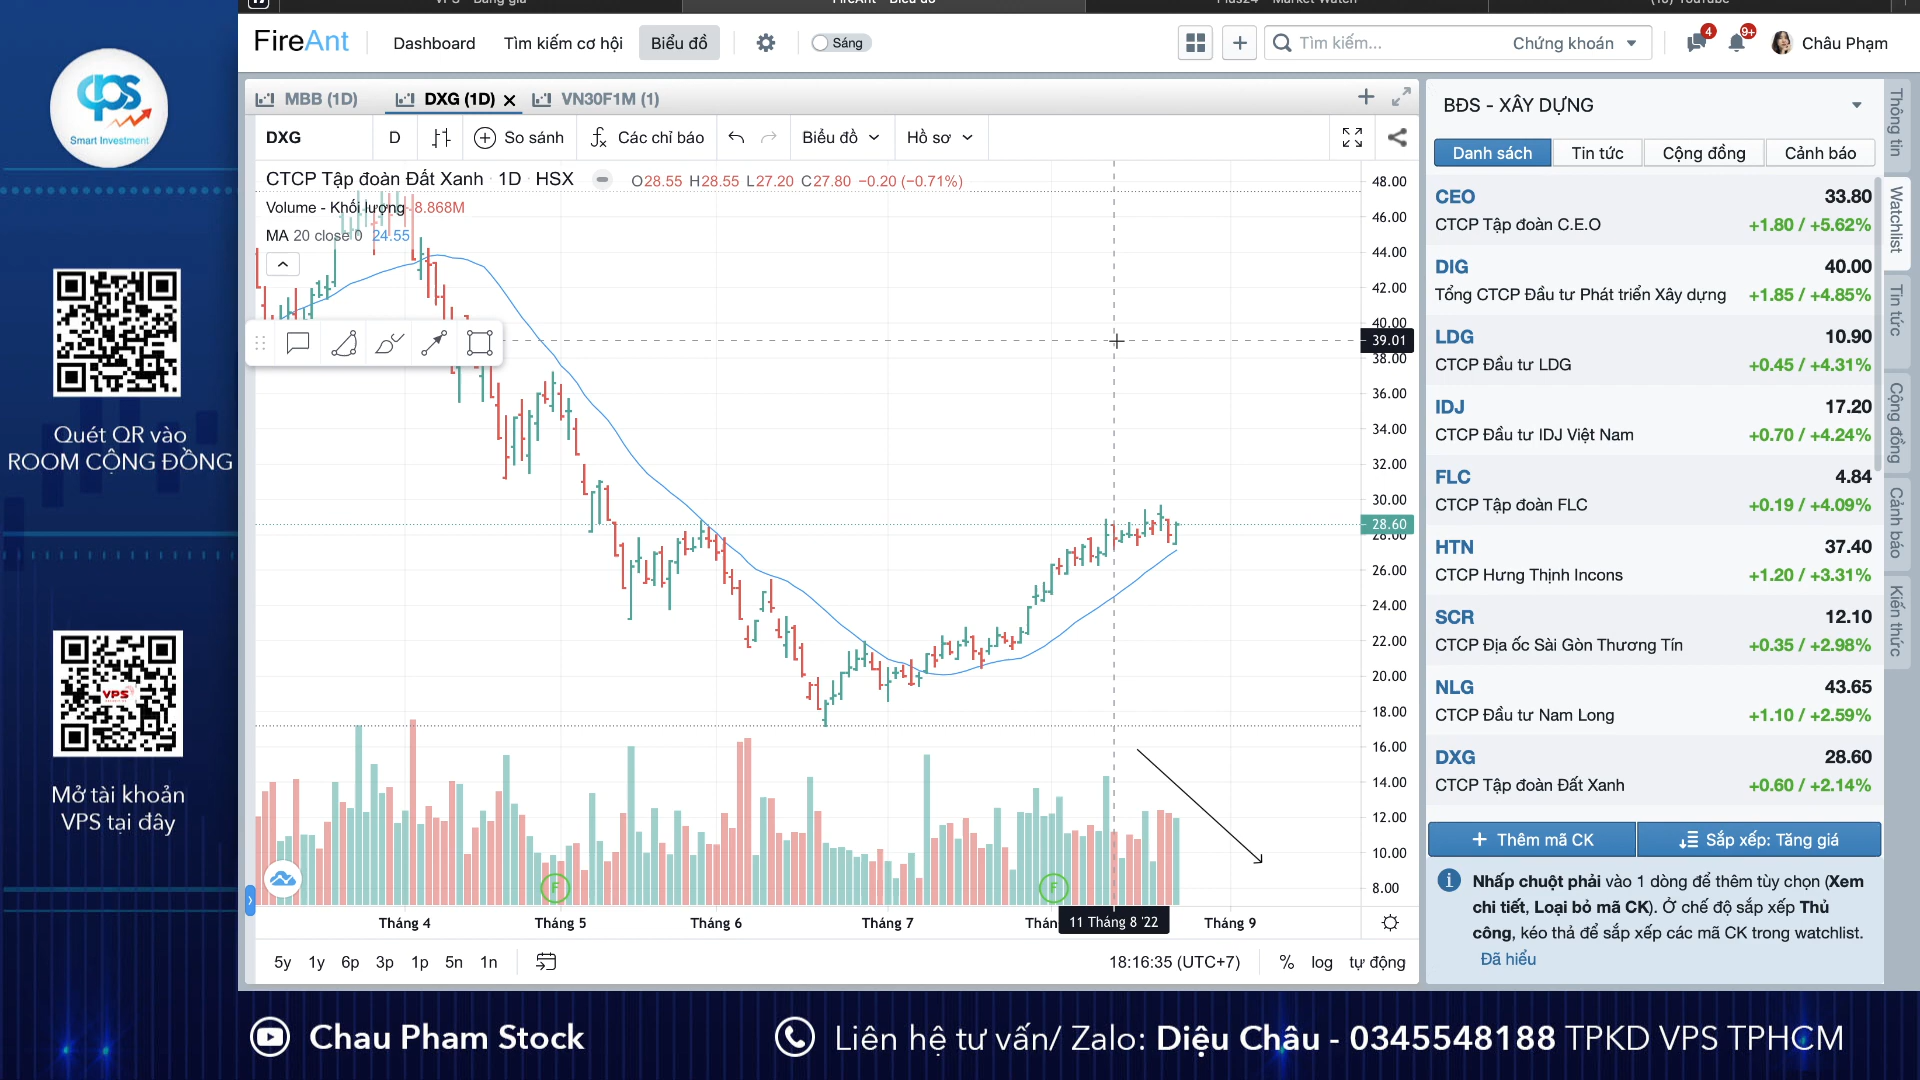 VPS - Bảng giá
FireAnt - Biểu đồ
Plus24 - Market Watch
(10) YouTube
FireAnt
Dashboard
Tìm kiếm cơ hội
Biểu đồ
Sáng
Tìm kiếm...
Chứng khoán
4
9+
Châu Phạm
cps
Smart Investment
Quét QR vào
ROOM CỘNG ĐỒNG
VPS
Mở tài khoản
VPS tại đây
MBB (1D)
DXG (1D)
VN30F1M (1)
DXG
D
So sánh
Các chỉ báo
Biểu đồ
Hồ sơ
CTCP Tập đoàn Đất Xanh 1D HSX
O28.55 H28.55 L27.20 C27.80 −0.20 (−0.71%)
Volume - Khối lượng 8.868M
MA 20 close 0 24.55
48.00
46.00
44.00
42.00
40.00
39.01
38.00
36.00
34.00
32.00
30.00
28.60
28.00
26.00
24.00
22.00
20.00
18.00
16.00
14.00
12.00
10.00
8.00
F
F
Tháng 4
Tháng 5
Tháng 6
Tháng 7
11 Tháng 8 '22
Tháng 9
5y 1y 6p 3p 1p 5n 1n
18:16:35 (UTC+7)
% log tự động
BĐS - XÂY DỰNG
Danh sách
Tin tức
Cộng đồng
Cảnh báo
CEO 33.80
CTCP Tập đoàn C.E.O +1.80 / +5.62%
DIG 40.00
Tổng CTCP Đầu tư Phát triển Xây dựng +1.85 / +4.85%
LDG 10.90
CTCP Đầu tư LDG +0.45 / +4.31%
IDJ 17.20
CTCP Đầu tư IDJ Việt Nam +0.70 / +4.24%
FLC 4.84
CTCP Tập đoàn FLC +0.19 / +4.09%
HTN 37.40
CTCP Hưng Thịnh Incons +1.20 / +3.31%
SCR 12.10
CTCP Địa ốc Sài Gòn Thương Tín +0.35 / +2.98%
NLG 43.65
CTCP Đầu tư Nam Long +1.10 / +2.59%
DXG 28.60
CTCP Tập đoàn Đất Xanh +0.60 / +2.14%
Thêm mã CK
Sắp xếp: Tăng giá
Nhấp chuột phải vào 1 dòng để thêm tùy chọn (Xem
chi tiết, Loại bỏ mã CK). Ở chế độ sắp xếp Thủ
công, kéo thả để sắp xếp các mã CK trong watchlist.
Đã hiểu
Thông tin
Watchlist
Tin tức
Cộng đồng
Cảnh báo
Kiến thức
Chau Pham Stock
Liên hệ tư vấn/ Zalo: Diệu Châu - 0345548188 TPKD VPS TPHCM